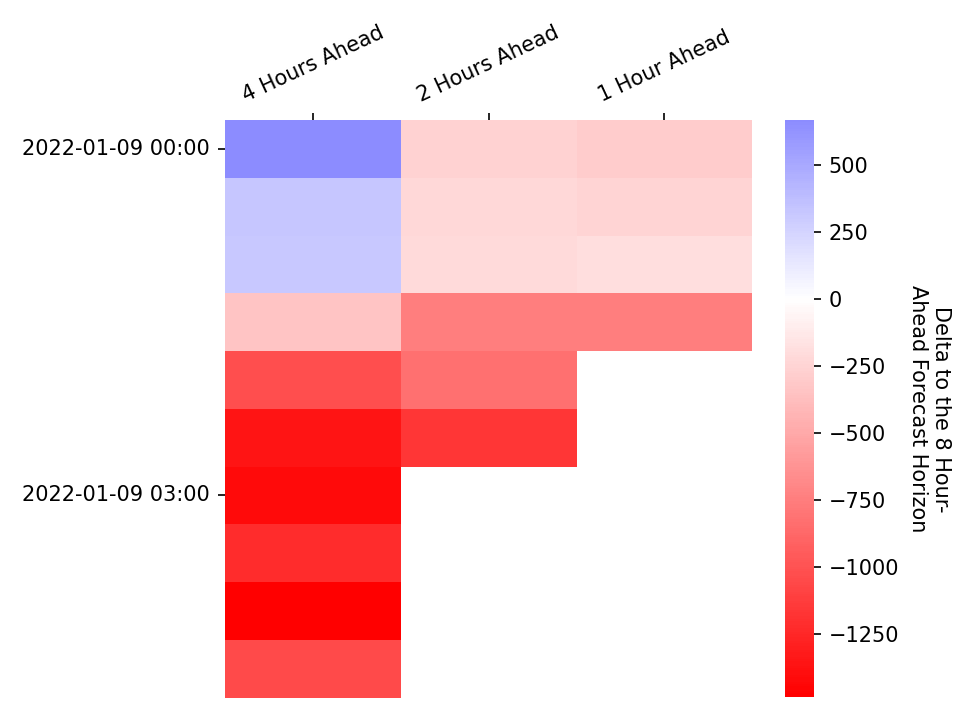 4 Hours Ahead
2 Hours Ahead
1 Hour Ahead
2022-01-09 00:00
2022-01-09 03:00
500
250
0
−250
−500
−750
−1000
−1250
Delta to the 8 Hour-
Ahead Forecast Horizon